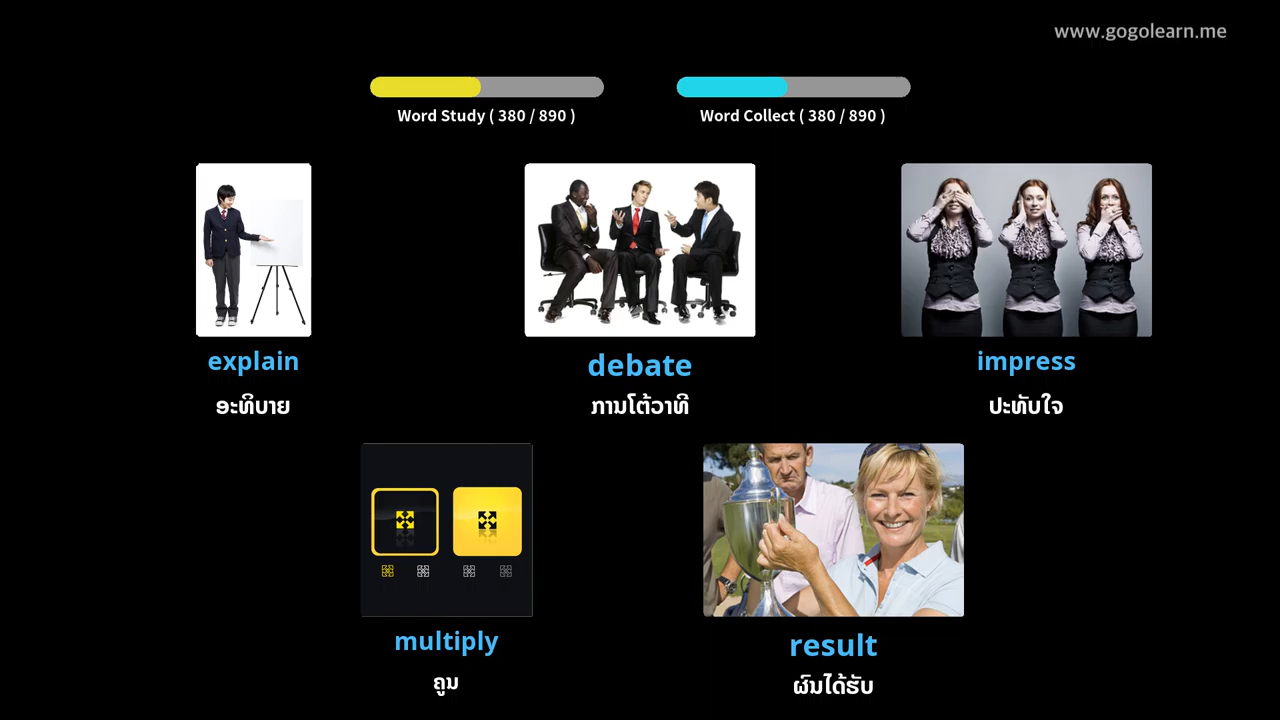 www.gogolearn.me
Word Study ( 380 / 890 )
Word Collect ( 380 / 890 )
explain
debate
impress
ອະທິບາຍ
ການໂຕ້ວາທີ
ປະທັບໃຈ
multiply
result
ຄູນ
ຜົນໄດ້ຮັບ